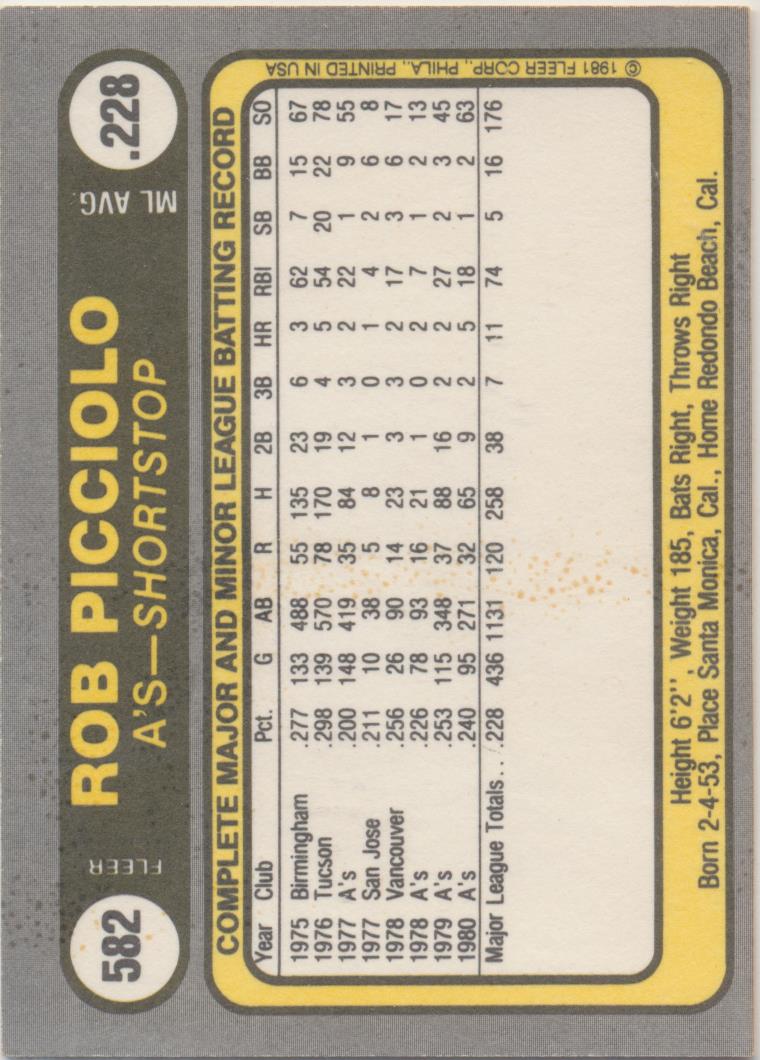 582 FLEER ROB PICCIOLO ML AVG. .228
A'S—SHORTSTOP
© 1981 FLEER CORP., PHILA., PRINTED IN USA
COMPLETE MAJOR AND MINOR LEAGUE BATTING RECORD
Year Club Pct. G AB R H 2B 3B HR RBI SB BB SO
1975 Birmingham .277 133 488 55 135 23 6 3 62 7 15 67
1976 Tucson .298 139 570 78 170 19 4 5 54 20 22 78
1977 A's .200 148 419 35 84 12 3 2 22 1 9 55
1977 San Jose .211 10 38 5 8 1 0 1 4 2 6 8
1978 Vancouver .256 26 90 14 23 3 3 2 17 3 6 17
1978 A's .226 78 93 16 21 1 0 2 7 1 2 13
1979 A's .253 115 348 37 88 16 2 2 27 2 3 45
1980 A's .240 95 271 32 65 9 2 5 18 1 2 63
Major League Totals . . .228 436 1131 120 258 38 7 11 74 5 16 176
Height 6'2'', Weight 185, Bats Right, Throws Right
Born 2-4-53, Place Santa Monica, Cal., Home Redondo Beach, Cal.